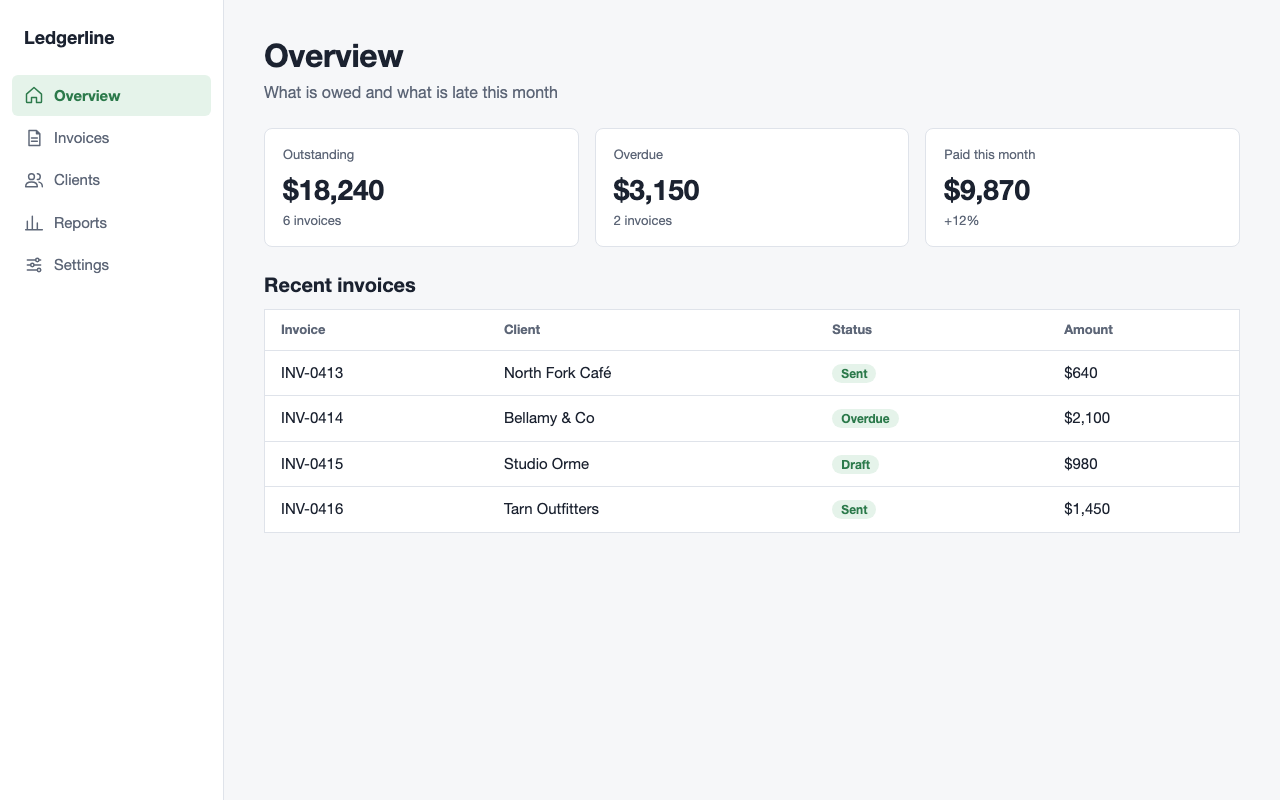 Ledgerline
Overview
Invoices
Clients
Reports
Settings
Overview
What is owed and what is late this month
Outstanding
$18,240
6 invoices
Overdue
$3,150
2 invoices
Paid this month
$9,870
+12%
Recent invoices
Invoice Client Status Amount
INV-0413 North Fork Café Sent $640
INV-0414 Bellamy & Co Overdue $2,100
INV-0415 Studio Orme Draft $980
INV-0416 Tarn Outfitters Sent $1,450